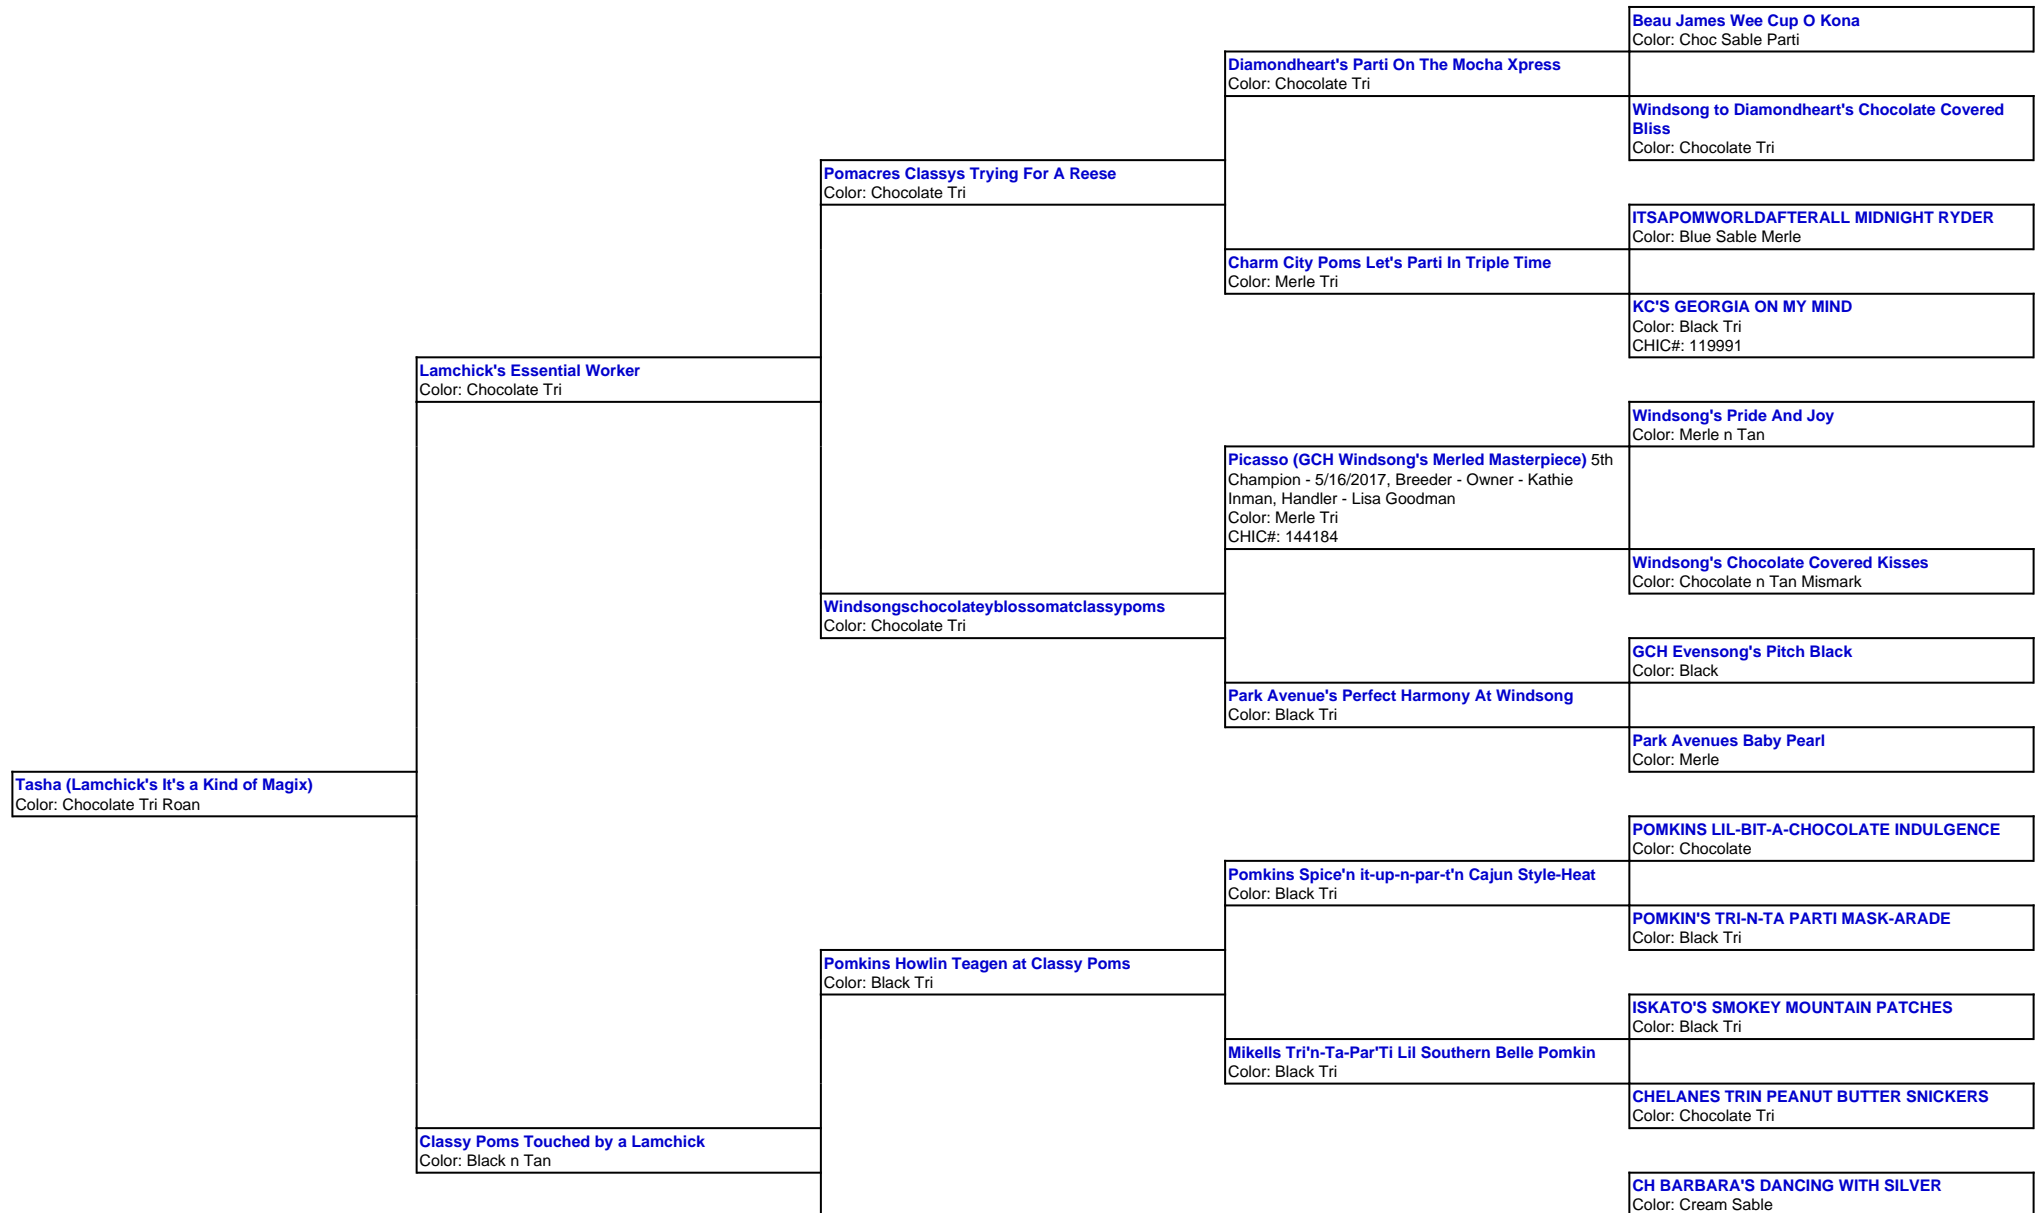 Beau James Wee Cup O Kona
Color: Choc Sable Parti
Diamondheart's Parti On The Mocha Xpress
Color: Chocolate Tri
Windsong to Diamondheart's Chocolate Covered
Bliss
Color: Chocolate Tri
Pomacres Classys Trying For A Reese
Color: Chocolate Tri
ITSAPOMWORLDAFTERALL MIDNIGHT RYDER
Color: Blue Sable Merle
Charm City Poms Let's Parti In Triple Time
Color: Merle Tri
KC'S GEORGIA ON MY MIND
Color: Black Tri
CHIC#: 119991
Lamchick's Essential Worker
Color: Chocolate Tri
Windsong's Pride And Joy
Color: Merle n Tan
Picasso (GCH Windsong's Merled Masterpiece) 5th
Champion - 5/16/2017, Breeder - Owner - Kathie
Inman, Handler - Lisa Goodman
Color: Merle Tri
CHIC#: 144184
Windsong's Chocolate Covered Kisses
Color: Chocolate n Tan Mismark
Windsongschocolateyblossomatclassypoms
Color: Chocolate Tri
GCH Evensong's Pitch Black
Color: Black
Park Avenue's Perfect Harmony At Windsong
Color: Black Tri
Park Avenues Baby Pearl
Color: Merle
Tasha (Lamchick's It's a Kind of Magix)
Color: Chocolate Tri Roan
POMKINS LIL-BIT-A-CHOCOLATE INDULGENCE
Color: Chocolate
Pomkins Spice'n it-up-n-par-t'n Cajun Style-Heat
Color: Black Tri
POMKIN'S TRI-N-TA PARTI MASK-ARADE
Color: Black Tri
Pomkins Howlin Teagen at Classy Poms
Color: Black Tri
ISKATO'S SMOKEY MOUNTAIN PATCHES
Color: Black Tri
Mikells Tri'n-Ta-Par'Ti Lil Southern Belle Pomkin
Color: Black Tri
CHELANES TRIN PEANUT BUTTER SNICKERS
Color: Chocolate Tri
Classy Poms Touched by a Lamchick
Color: Black n Tan
CH BARBARA'S DANCING WITH SILVER
Color: Cream Sable